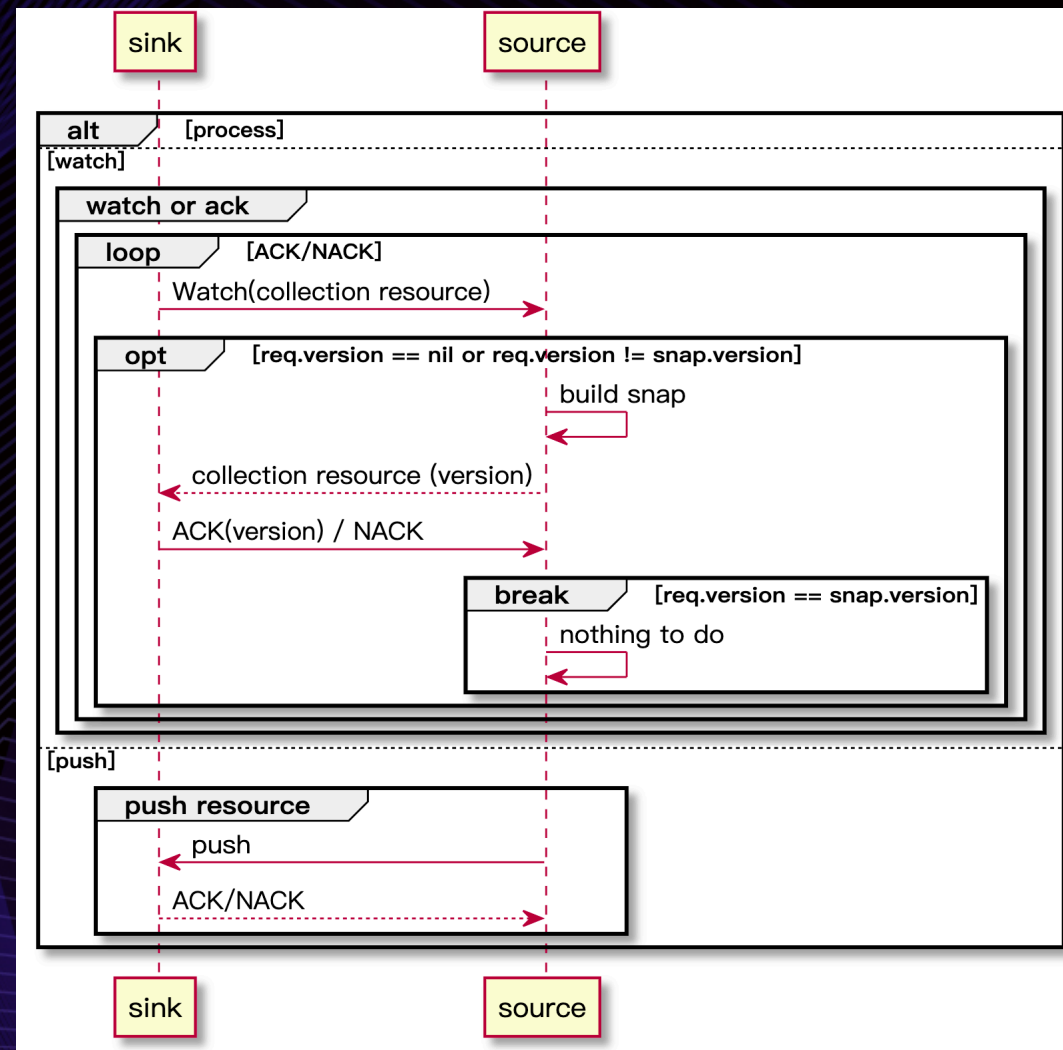 sink source
alt [process]
[watch]
watch or ack
loop [ACK/NACK]
Watch(collection resource)
opt [req.version == nil or req.version != snap.version]
build snap
collection resource (version)
ACK(version) / NACK
break [req.version == snap.version]
nothing to do
[push]
push resource
push
ACK/NACK
sink source